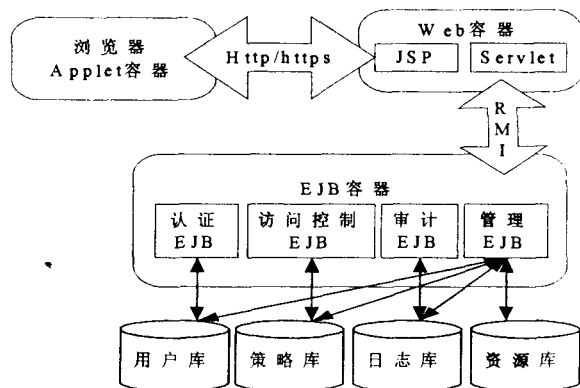 浏览器
Applet容器
Http/https
Web容器
JSP
Servlet
RMI
EJB容器
认证
EJB
访问控制
EJB
审计
EJB
管理
EJB
用户库
策略库
日志库
资源库